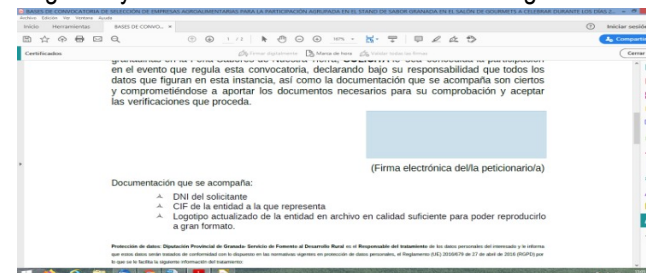 BASES DE CONVOCATORIA DE SELECCIÓN DE EMPRESAS AGROALIMENTARIAS PARA LA PARTICIPACIÓN AGRUPADA EN EL STAND DE SABOR GRANADA EN EL SALÓN DE GOURMETS A CELEBRAR DURANTE LOS DÍAS 2...
Archivo Edición Ver Ventana Ayuda
Inicio Herramientas BASES DE CONVO... × Iniciar sesión
1 / 1 Compartir
Certificados Firmar digitalmente Marca de hora Validar todas las firmas Cerrar
en el evento que regula esta convocatoria, declarando bajo su responsabilidad que todos los
datos que figuran en esta instancia, así como la documentación que se acompaña son ciertos
y comprometiéndose a aportar los documentos necesarios para su comprobación y aceptar
las verificaciones que proceda.
(Firma electrónica del/la peticionario/a)
Documentación que se acompaña:
DNI del solicitante
CIF de la entidad a la que representa
Logotipo actualizado de la entidad en archivo en calidad suficiente para poder reproducirlo
a gran formato.
Protección de datos: Diputación Provincial de Granada- Servicio de Fomento al Desarrollo Rural es el Responsable del tratamiento de los datos personales del interesado y le informa
que estos datos serán tratados de conformidad con lo dispuesto en las normativas vigentes en protección de datos personales, el Reglamento (UE) 2016/679 de 27 de abril de 2016 (RGPD) por
lo que se le facilita la siguiente información del tratamiento: